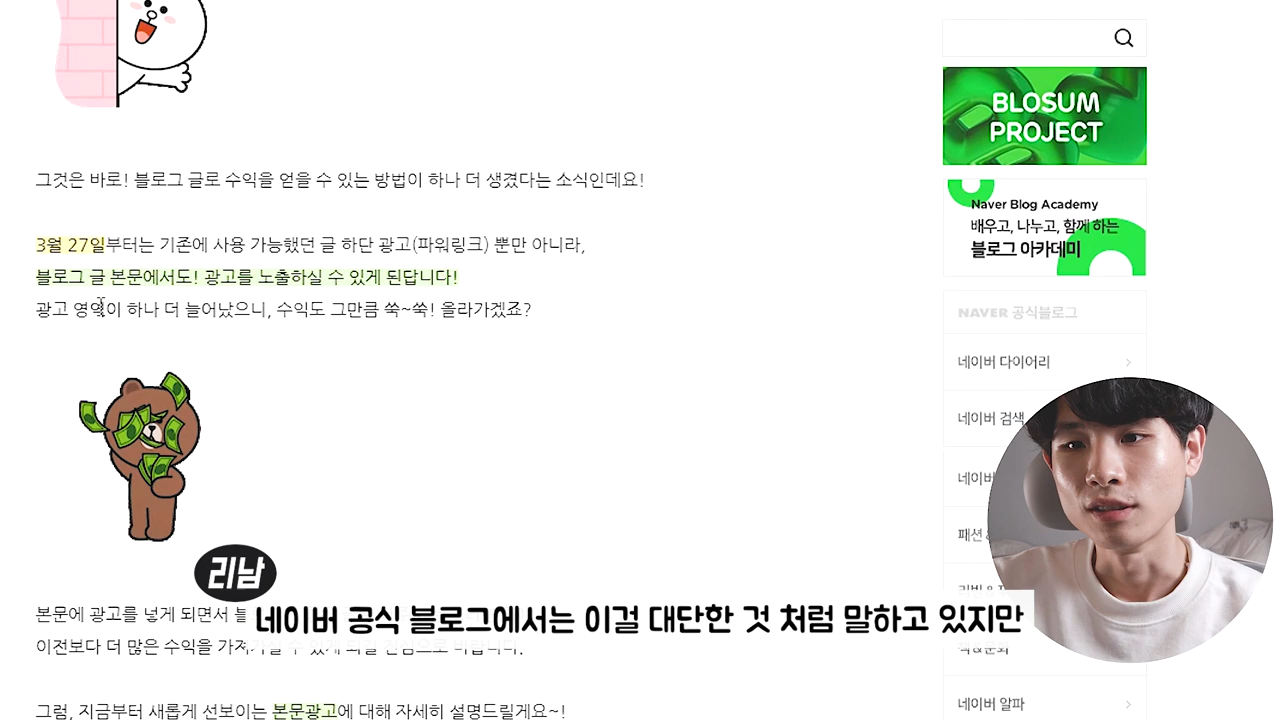 그것은 바로! 블로그 글로 수익을 얻을 수 있는 방법이 하나 더 생겼다는 소식인데요!
3월 27일부터는 기존에 사용 가능했던 글 하단 광고(파워링크) 뿐만 아니라,
블로그 글 본문에서도! 광고를 노출하실 수 있게 된답니다!
광고 영역이 하나 더 늘어났으니, 수익도 그만큼 쑥~쑥! 올라가겠죠?
리남
본문에 광고를 넣게 되면서
네이버 공식 블로그에서는 이걸 대단한 것 처럼 말하고 있지만
이전보다 더 많은 수익을
그럼, 지금부터 새롭게 선보이는 본문광고에 대해 자세히 설명드릴게요~!
BLOSUM
PROJECT
Naver Blog Academy
배우고, 나누고, 함께 하는
블로그 아카데미
NAVER 공식블로그
네이버 다이어리
네이버 검색
패션
네이버 알파